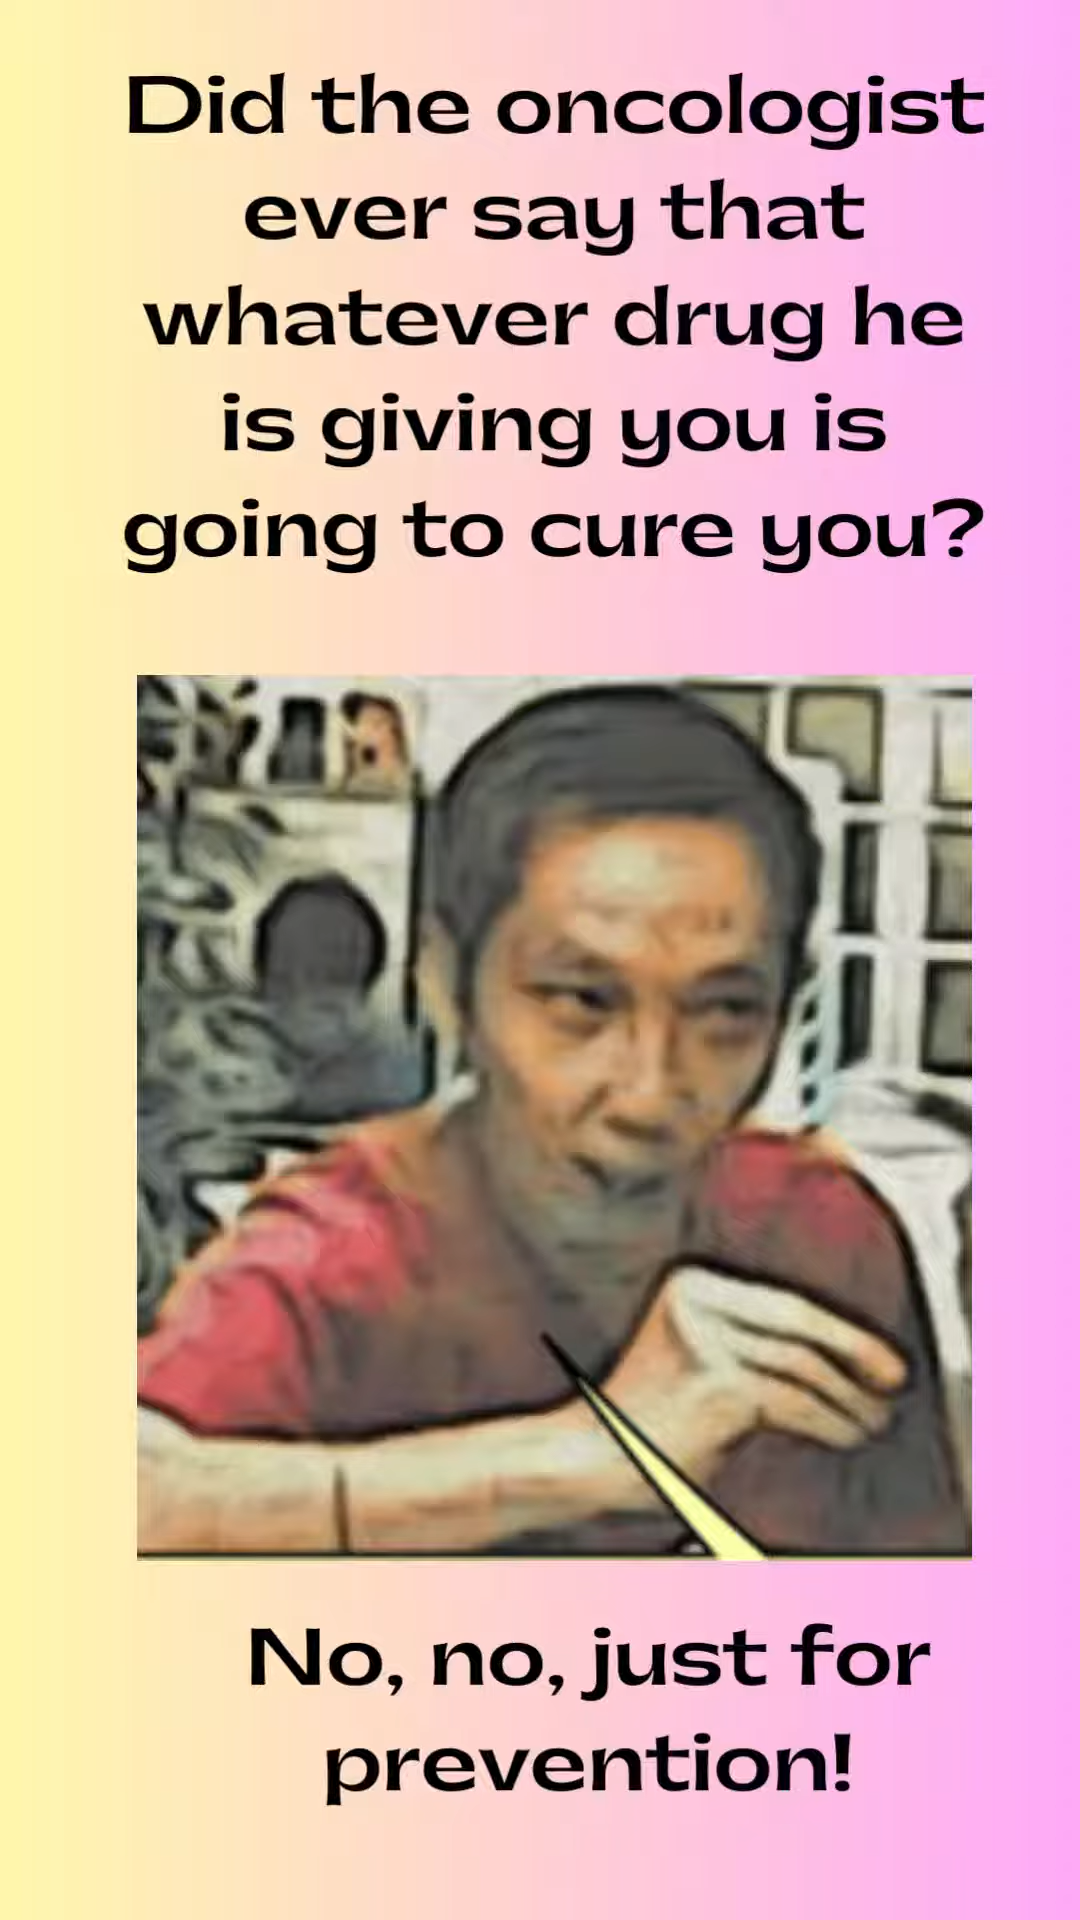 Did the oncologist
ever say that
whatever drug he
is giving you is
going to cure you?
No, no, just for
prevention!